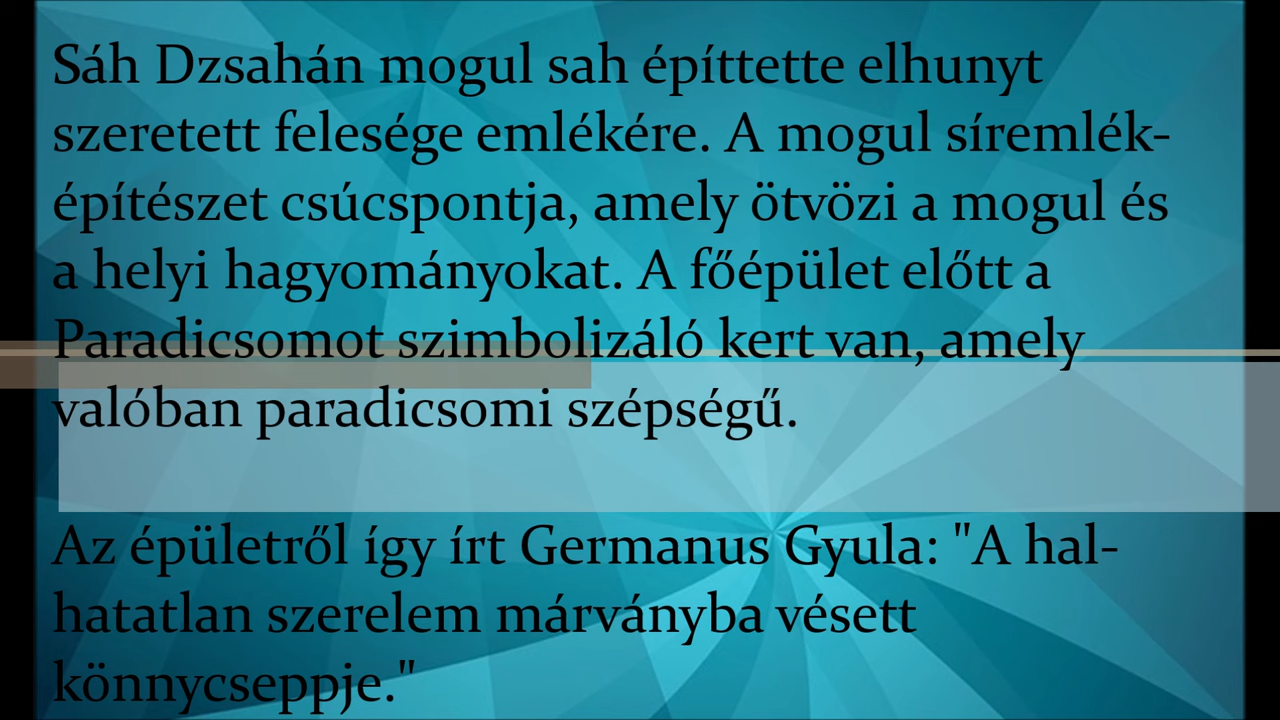 Sáh Dzsahán mogul sah építtette elhunyt
szeretett felesége emlékére. A mogul síremlék-
építészet csúcspontja, amely ötvözi a mogul és
a helyi hagyományokat. A főépület előtt a
Paradicsomot szimbolizáló kert van, amely
valóban paradicsomi szépségű.
Az épületről így írt Germanus Gyula: "A hal-
hatatlan szerelem márványba vésett
könnycseppje."